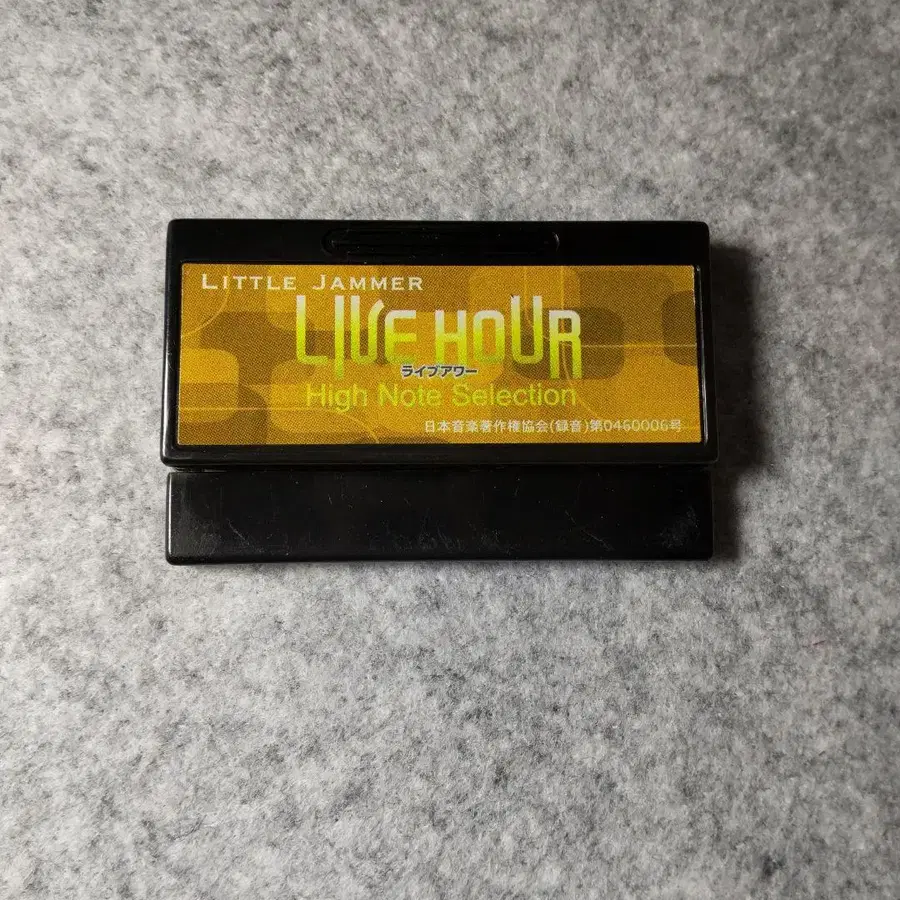 LITTLE JAMMER
LIVE HOUR
ライブアワー
High Note Selection
日本音楽著作権協会(録音)第0460006号